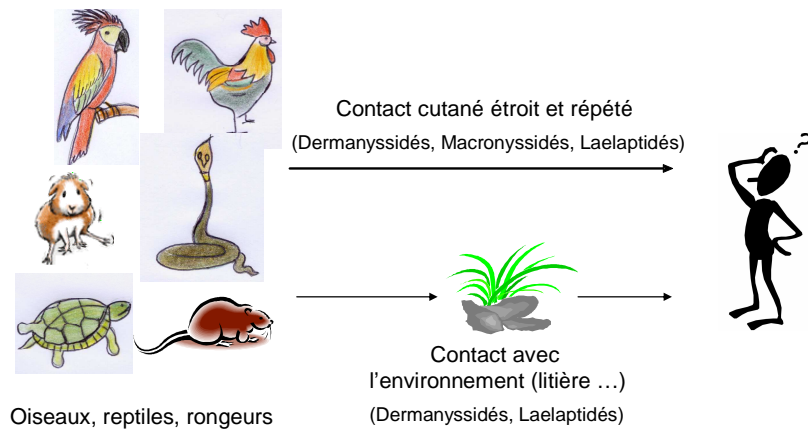 Contact cutané étroit et répété
(Dermanyssidés, Macronyssidés, Laelaptidés)
?
Contact avec
l'environnement (litière …)
(Dermanyssidés, Laelaptidés)
Oiseaux, reptiles, rongeurs